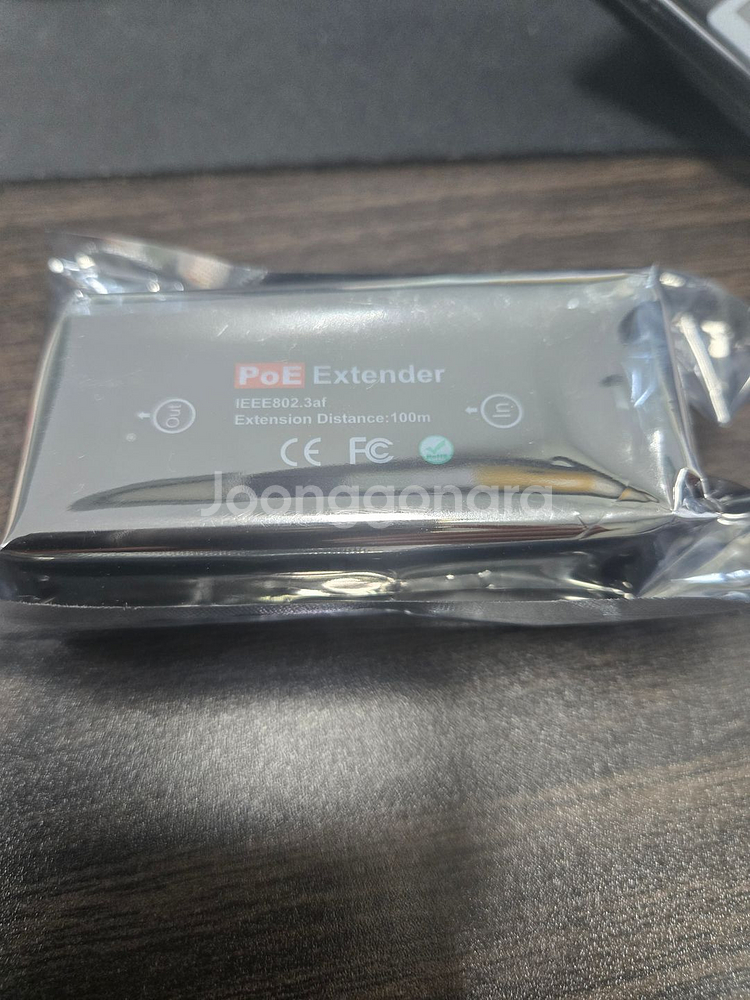 PoE Extender
IEEE802.3af
Extension Distance:100m
Out
In
CE FC
Joonggonara